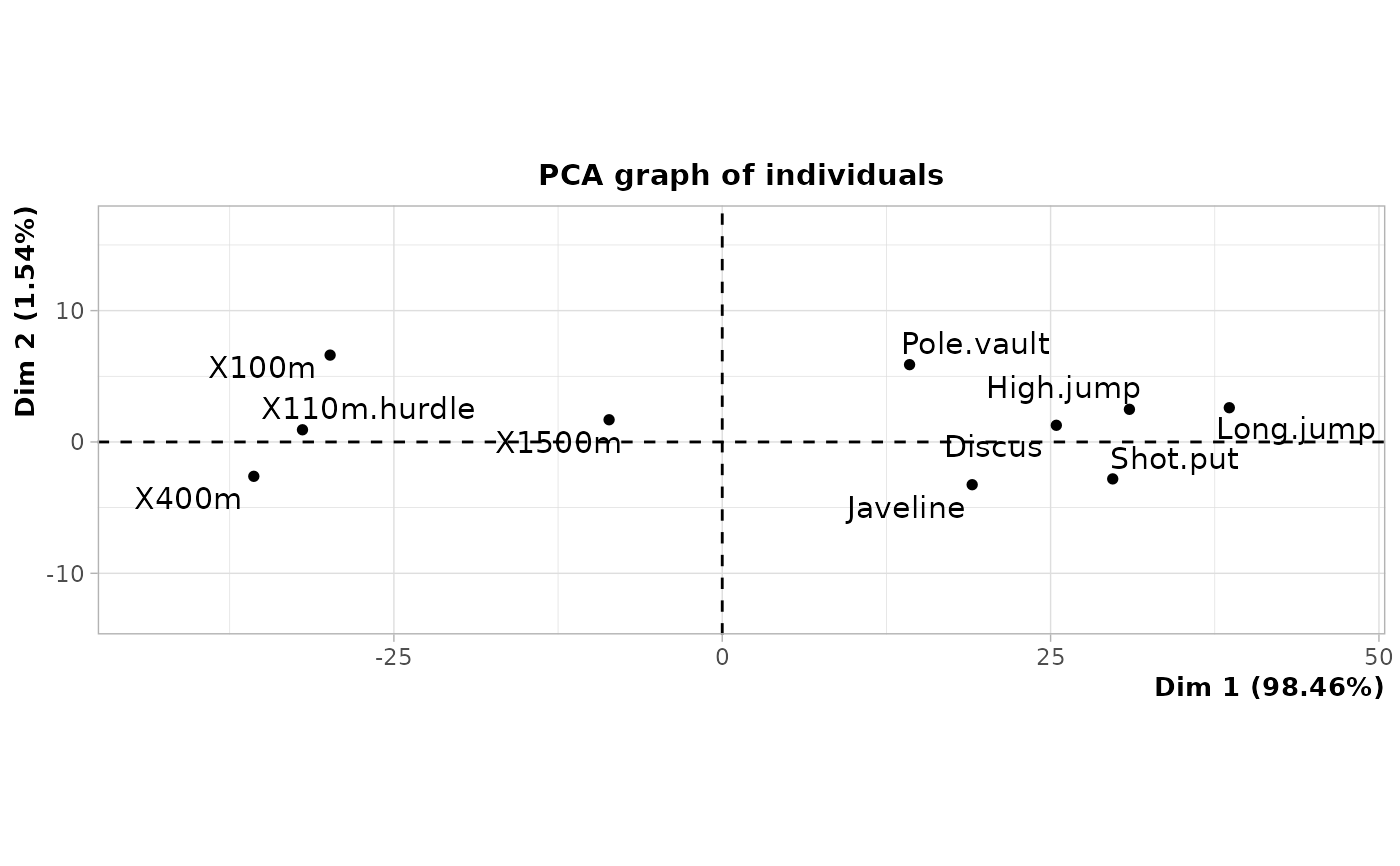 PCA graph of individuals
Dim 2 (1.54%)
10
0
-10
X100m
X110m.hurdle
X1500m
X400m
Pole.vault
High.jump
Long.jump
Discus
Shot.put
Javeline
-25
0
25
50
Dim 1 (98.46%)